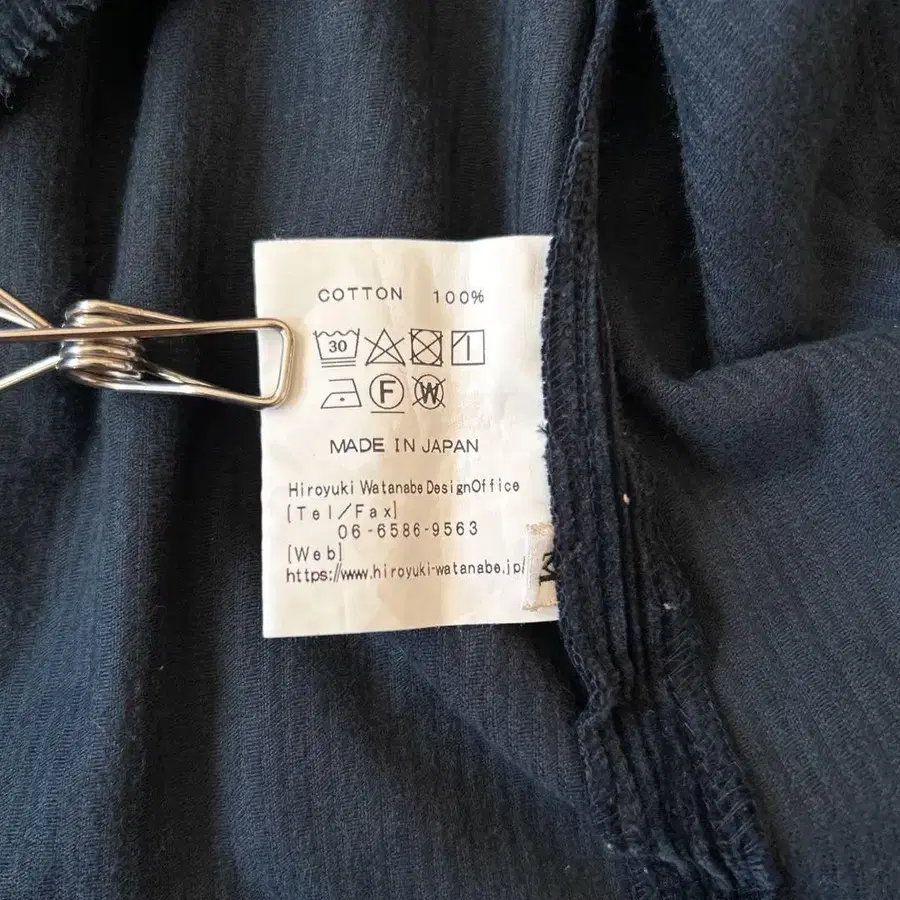 COTTON 100%
30
F W
MADE IN JAPAN
Hiroyuki Watanabe DesignOffice
[Tel/Fax]
06-6586-9563
[Web]
https://www.hiroyuki-watanabe.jp/
M